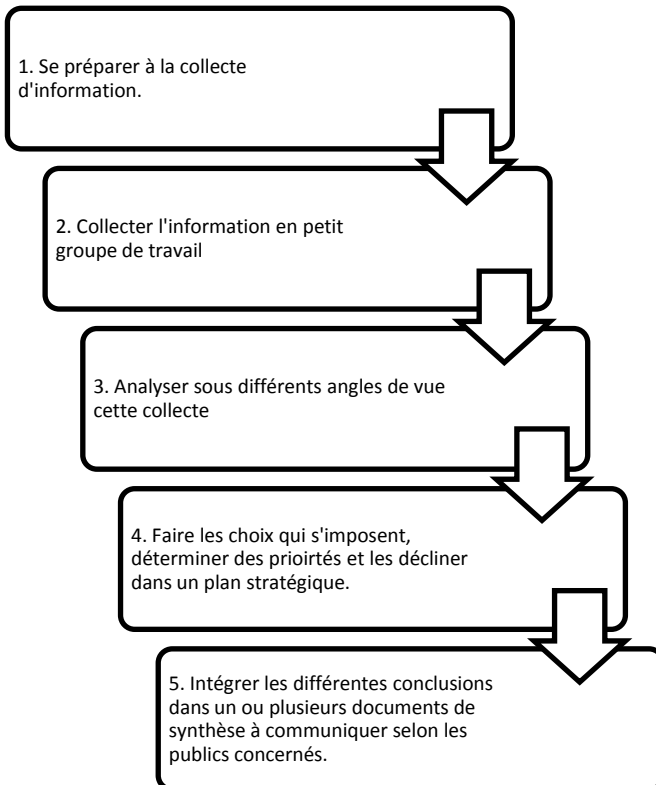 1. Se préparer à la collecte
d'information.
2. Collecter l'information en petit
groupe de travail
3. Analyser sous différents angles de vue
cette collecte
4. Faire les choix qui s'imposent,
déterminer des prioirtés et les décliner
dans un plan stratégique.
5. Intégrer les différentes conclusions
dans un ou plusieurs documents de
synthèse à communiquer selon les
publics concernés.